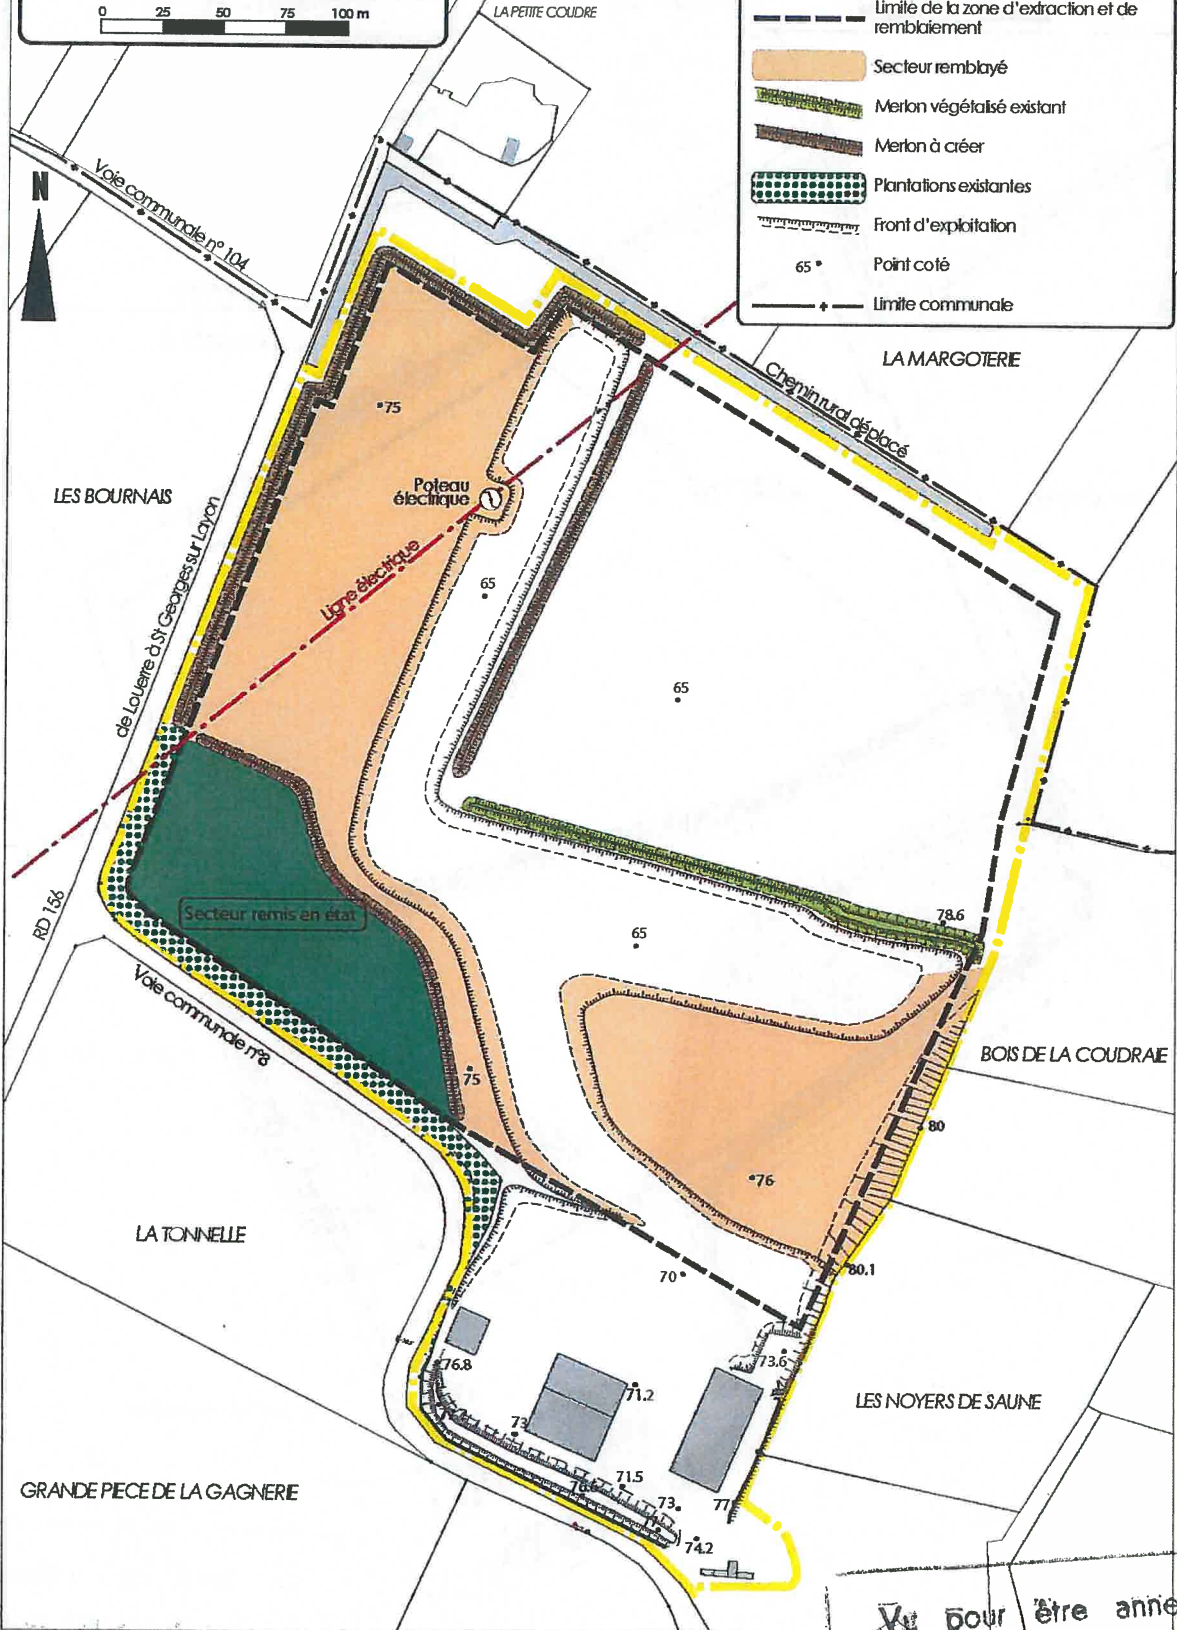 0 25 50 75 100 m
LA PETITE COUDRE
Limite de la zone d'extraction et de
remblaiement
Secteur remblayé
Merlon végétalisé existant
Merlon à créer
Plantations existantes
Front d'exploitation
65 Point coté
Limite communale
N
Voie communale n° 104
LA MARGOTERIE
Chemin rural déplacé
75
LES BOURNAIS
Poteau
électrique
Ligne électrique
de Louerre à St Georges sur Layon
65
65
RD 156
Secteur remis en état
78.6
65
Voie communale n°8
75
BOIS DE LA COUDRAIE
80
76
LA TONNELLE
70
80.1
76.8
73.6
71.2
LES NOYERS DE SAUNE
73
71.5
76.6
73
77
GRANDE PIECE DE LA GAGNERIE
74.2
Vu pour être anne